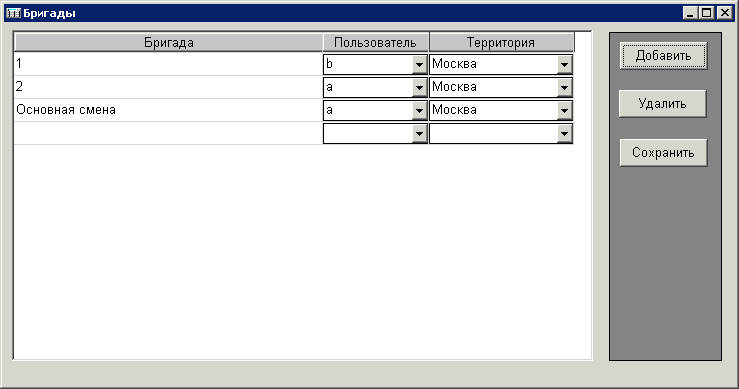 Бригады
Бригада Пользователь Территория
1 b Москва
2 a Москва
Основная смена a Москва
Добавить
Удалить
Сохранить